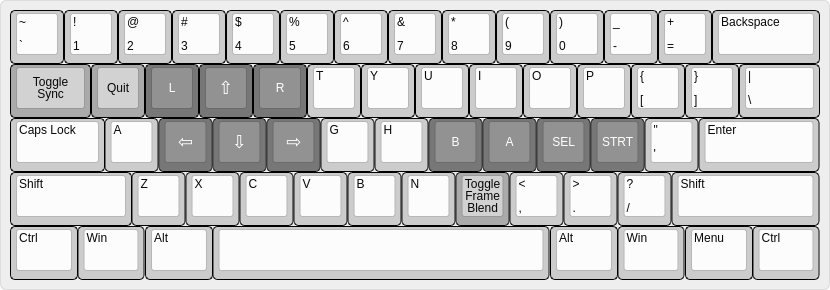 ~ ! @ # $ % ^ & * ( ) _ + Backspace
` 1 2 3 4 5 6 7 8 9 0 - =
Toggle Sync Quit L ⇧ R T Y U I O P { } |
[ ] \
Caps Lock A ⇦ ⇩ ⇨ G H B A SEL STRT " Enter
'
Shift Z X C V B N Toggle Frame Blend < > ? Shift
, . /
Ctrl Win Alt Alt Win Menu Ctrl